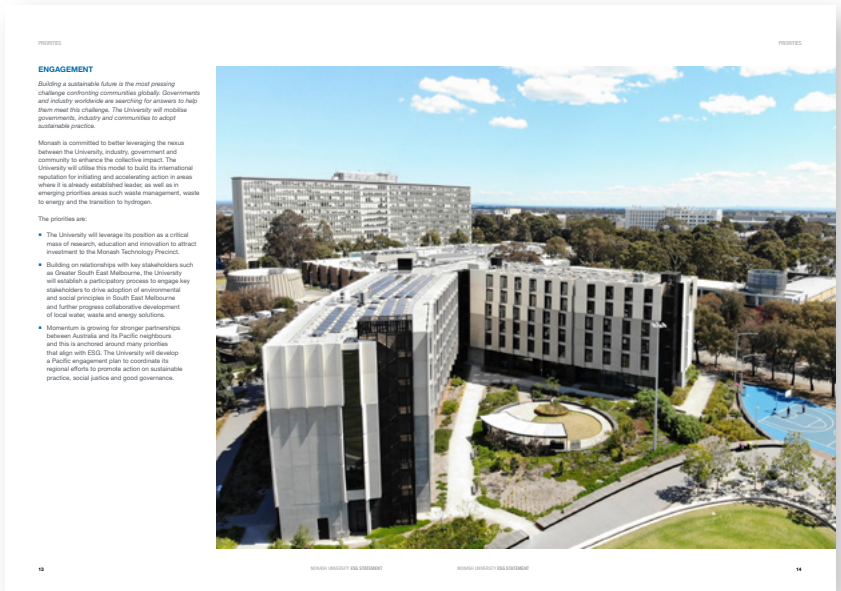 PRIORITIES
PRIORITIES
ENGAGEMENT
Building a sustainable future is the most pressing
challenge confronting communities globally. Governments
and industry worldwide are searching for answers to help
them meet this challenge. The University will mobilise
governments, industry and communities to adopt
sustainable practice.
Monash is committed to better leveraging the nexus
between the University, industry, government and
community to enhance the collective impact. The
University will utilise this model to build its international
reputation for initiating and accelerating action in areas
where it is already established leader, as well as in
emerging priorities areas such waste management, waste
to energy and the transition to hydrogen.
The priorities are:
The University will leverage its position as a critical
mass of research, education and innovation to attract
investment to the Monash Technology Precinct.
Building on relationships with key stakeholders such
as Greater South East Melbourne, the University
will establish a participatory process to engage key
stakeholders to drive adoption of environmental
and social principles in South East Melbourne
and further progress collaborative development
of local water, waste and energy solutions.
Momentum is growing for stronger partnerships
between Australia and its Pacific neighbours
and this is anchored around many priorities
that align with ESG. The University will develop
a Pacific engagement plan to coordinate its
regional efforts to promote action on sustainable
practice, social justice and good governance.
13
MONASH UNIVERSITY ESG STATEMENT
MONASH UNIVERSITY ESG STATEMENT
14